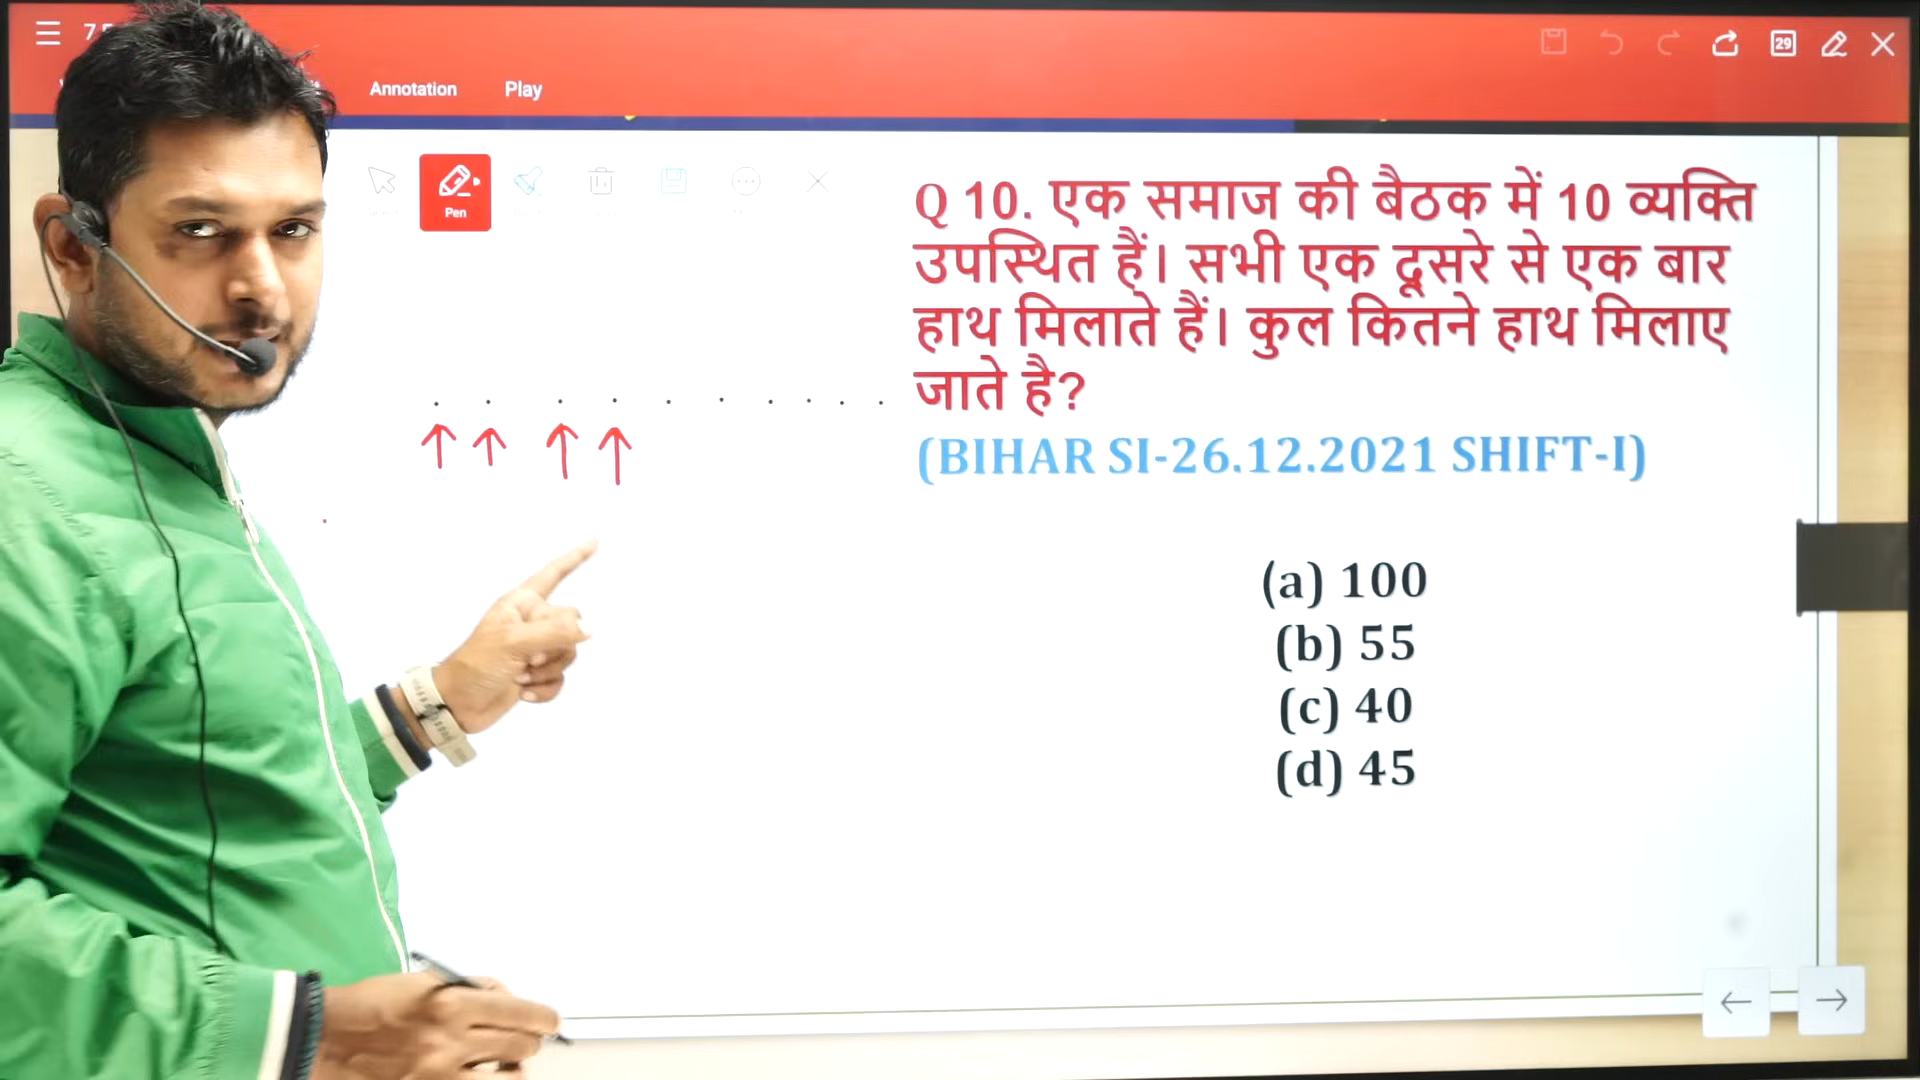 Annotation Play
29
Pen
Q 10. एक समाज की बैठक में 10 व्यक्ति
उपस्थित हैं। सभी एक दूसरे से एक बार
हाथ मिलाते हैं। कुल कितने हाथ मिलाए
जाते है?
(BIHAR SI-26.12.2021 SHIFT-I)
(a) 100
(b) 55
(c) 40
(d) 45